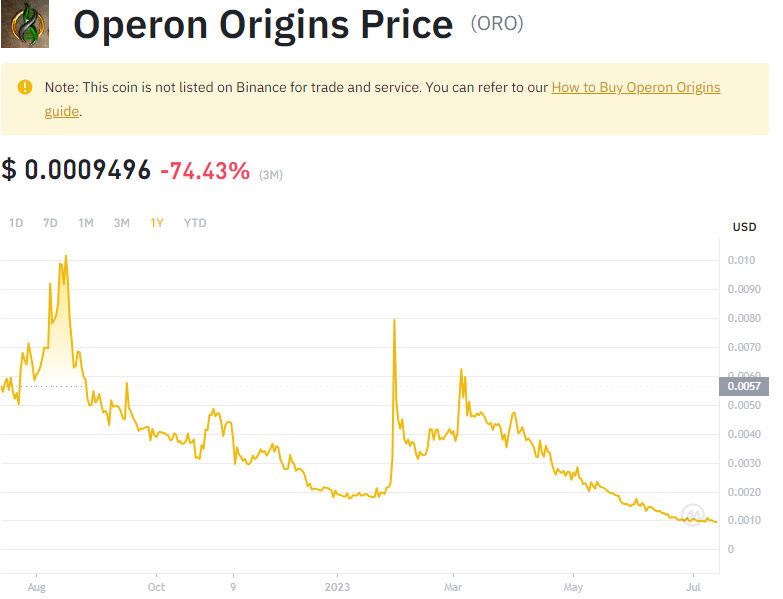 Operon Origins Price (ORO)
Note: This coin is not listed on Binance for trade and service. You can refer to our How to Buy Operon Origins
guide.
$ 0.0009496 -74.43% (3M)
1D 7D 1M 3M 1Y YTD
USD
0.010
0.0090
0.0080
0.0070
0.0060
0.0057
0.0050
0.0040
0.0030
0.0020
0.0010
0
Aug Oct 9 2023 Mar May Jul